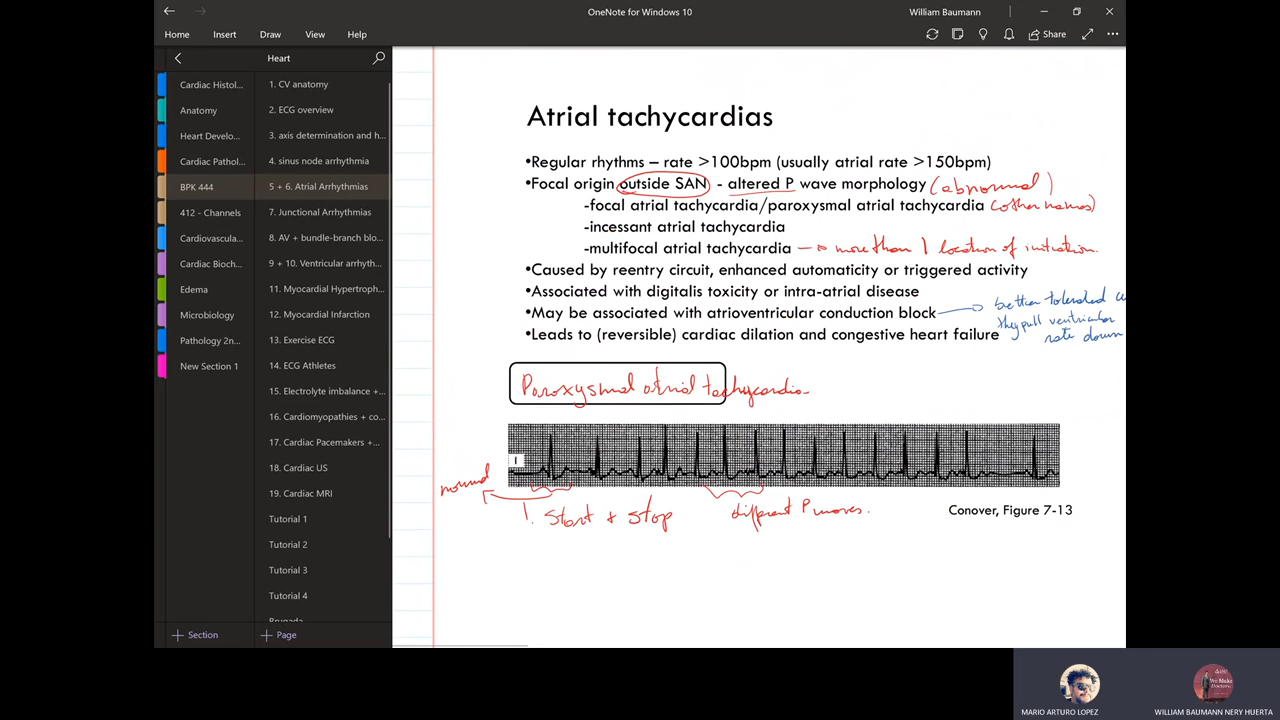 OneNote for Windows 10
William Baumann
Home Insert Draw View Help
Share
Heart
Cardiac Histol...
Anatomy
Heart Develo...
Cardiac Pathol...
BPK 444
412 - Channels
Cardiovascula...
Cardiac Bioch...
Edema
Microbiology
Pathology 2n...
New Section 1
1. CV anatomy
2. ECG overview
3. axis determination and h...
4. sinus node arrhythmia
5 + 6. Atrial Arrhythmias
7. Junctional Arrhythmias
8. AV + bundle-branch blo...
9 + 10. Ventricular arryth...
11. Myocardial Hypertroph...
12. Myocardial Infarction
13. Exercise ECG
14. ECG Athletes
15. Electrolyte imbalance +...
16. Cardiomyopathies + co...
17. Cardiac Pacemakers +...
18. Cardiac US
19. Cardiac MRI
Tutorial 1
Tutorial 2
Tutorial 3
Tutorial 4
Brugada
Section
Page
Atrial tachycardias
•Regular rhythms – rate >100bpm (usually atrial rate >150bpm)
•Focal origin outside SAN - altered P wave morphology (abnormal)
-focal atrial tachycardia/paroxysmal atrial tachycardia (other names)
-incessant atrial tachycardia
-multifocal atrial tachycardia → more than 1 location of initiation.
•Caused by reentry circuit, enhanced automaticity or triggered activity
•Associated with digitalis toxicity or intra-atrial disease
•May be associated with atrioventricular conduction block → better tolerated
they pull ventricular
rate down
•Leads to (reversible) cardiac dilation and congestive heart failure
Paroxysmal atrial tachycardia
I
normal
1. Start + stop
different P waves.
Conover, Figure 7-13
MARIO ARTURO LOPEZ
WILLIAM BAUMANN NERY HUERTA